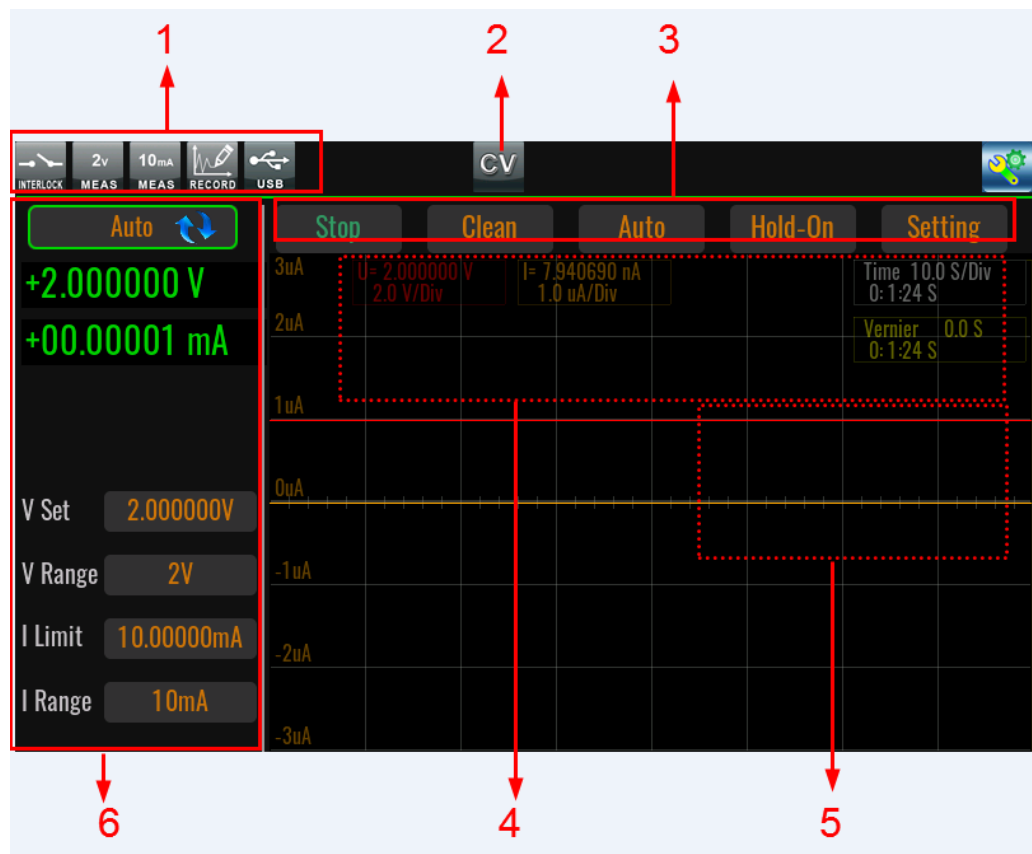 1 2 3
2V 10mA
INTERLOCK MEAS MEAS RECORD USB
CV
Auto
Stop Clean Auto Hold-On Setting
+2.000000 V
+00.00001 mA
V Set 2.000000V
V Range 2V
I Limit 10.00000mA
I Range 10mA
3uA
U= 2.000000 V
2.0 V/Div
I= 7.940690 nA
1.0 uA/Div
Time 10.0 S/Div
0: 1:24 S
Vernier 0.0 S
0: 1:24 S
2uA
1uA
0uA
-1uA
-2uA
-3uA
6 4 5